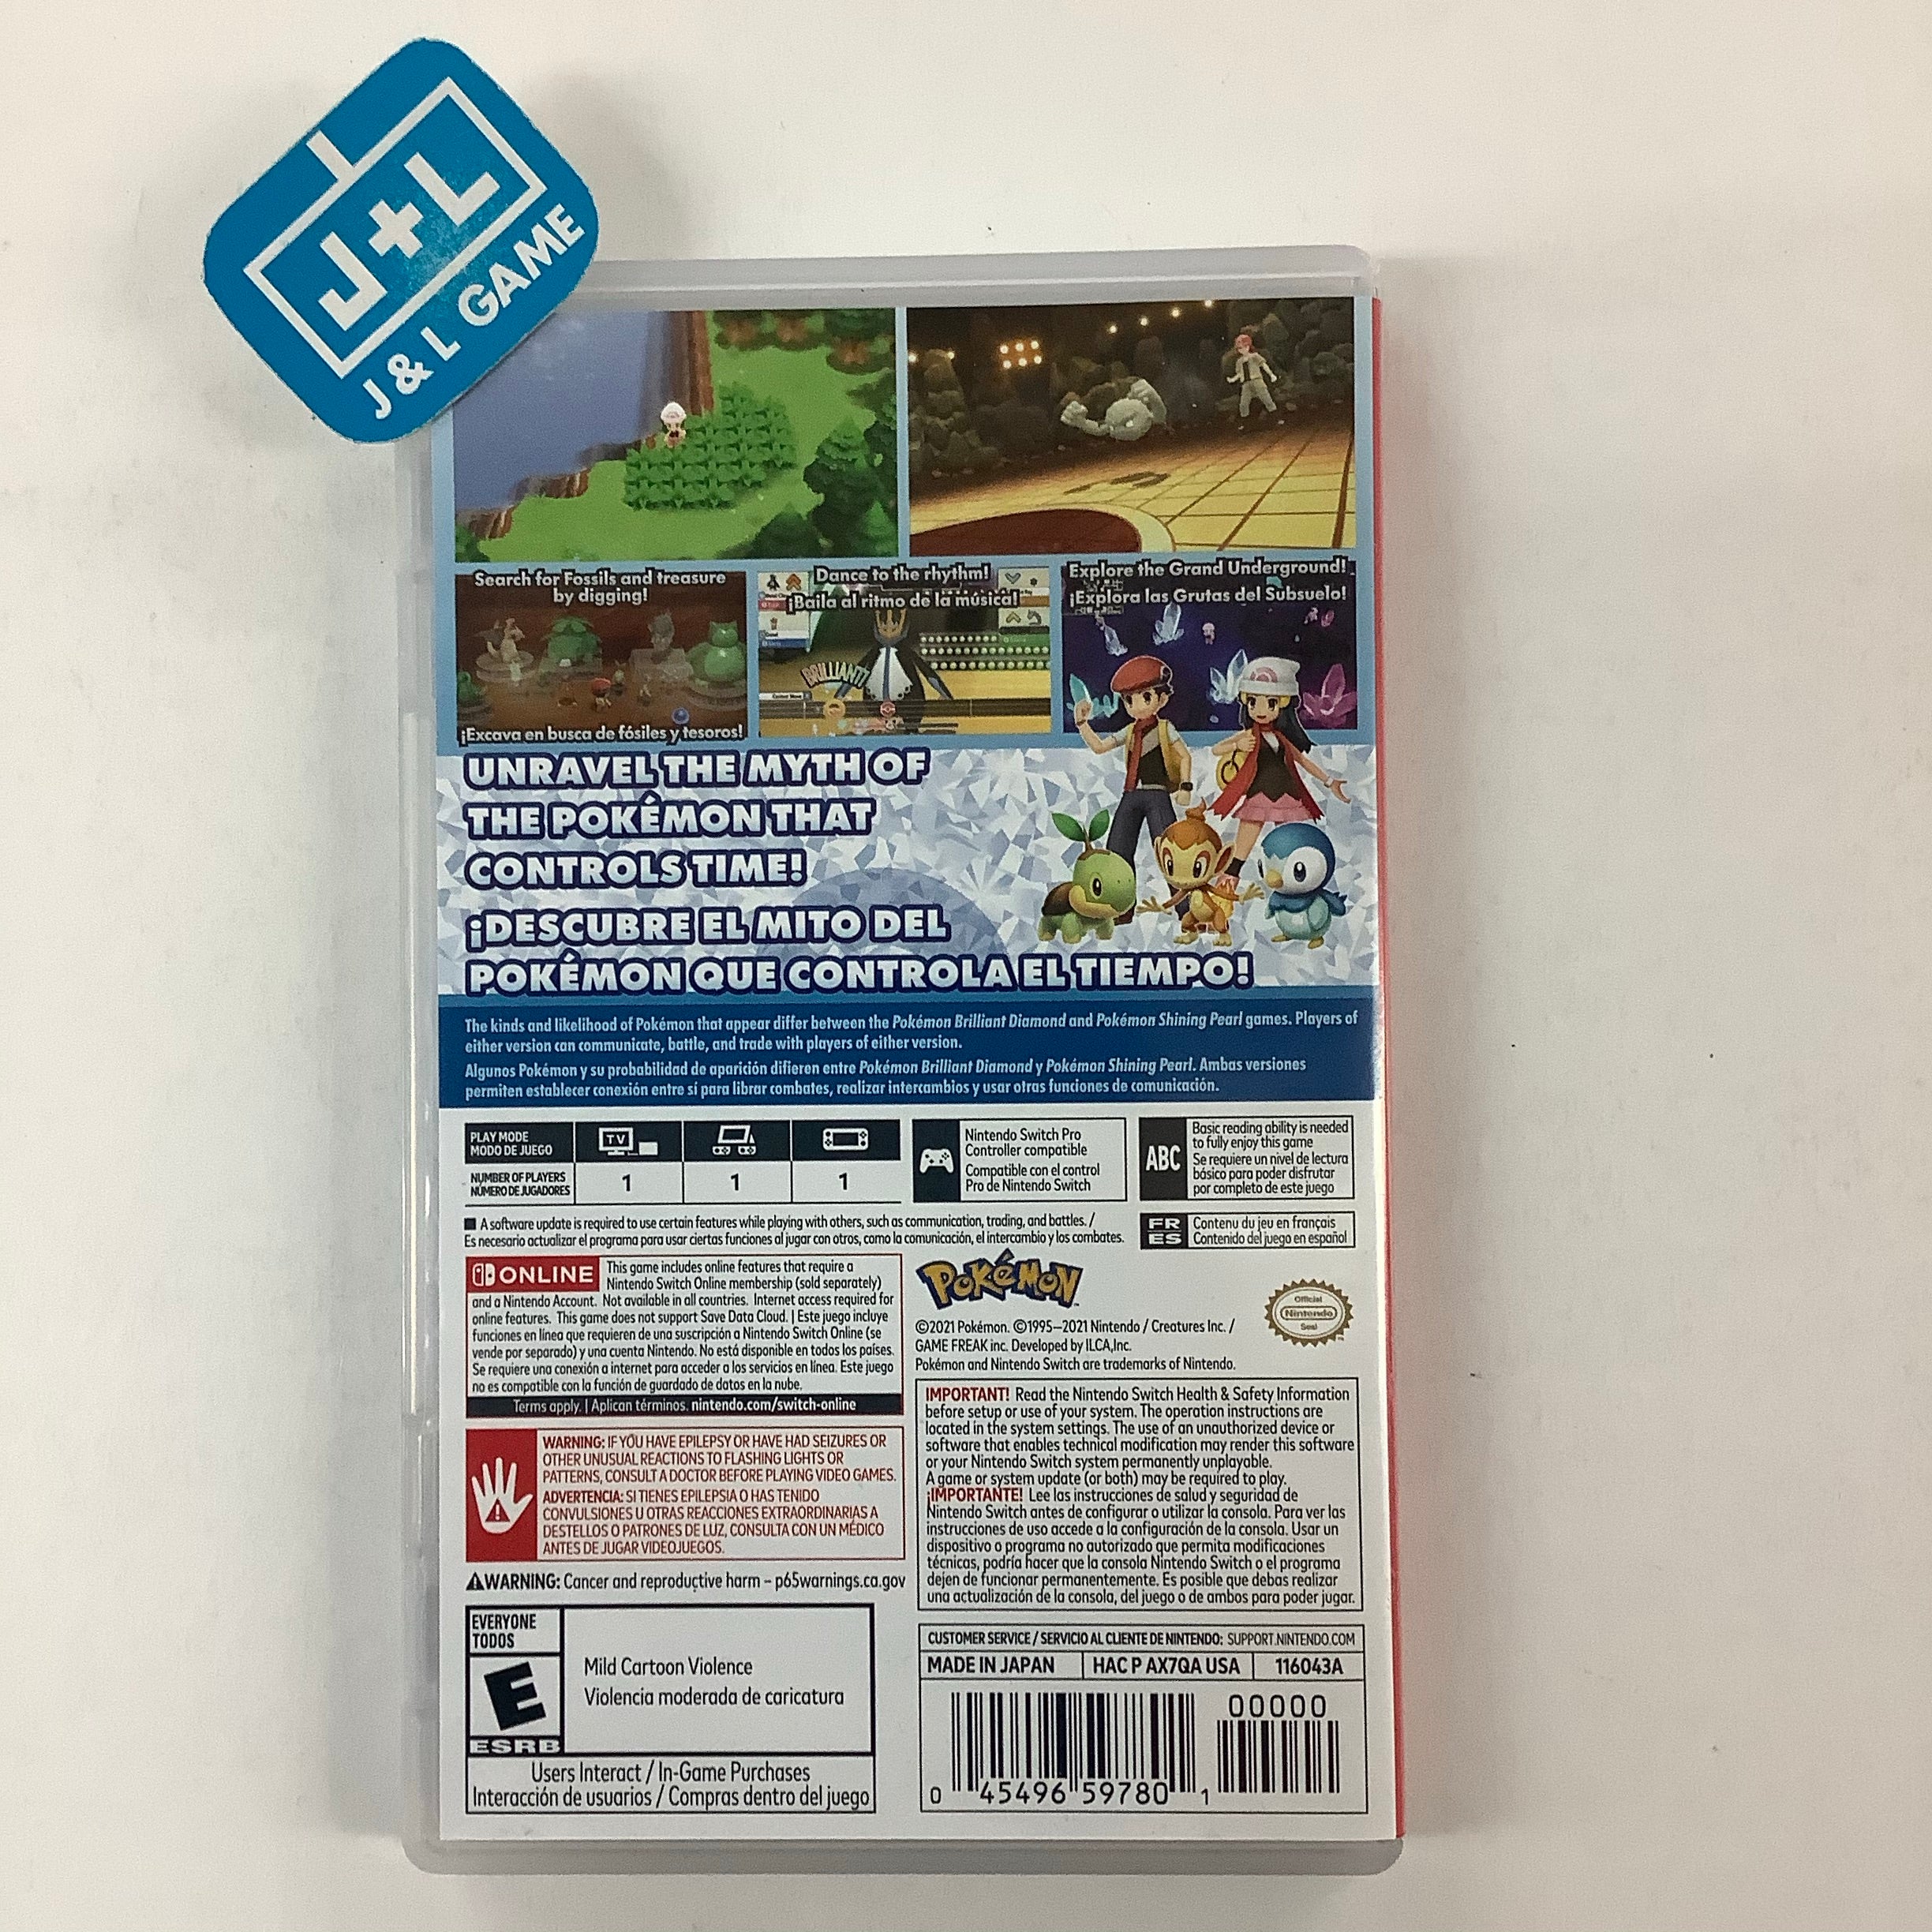 J+L
J & L GAME
Search for Fossils and treasure
by digging!
¡Excava en busca de fósiles y tesoros!
Dance to the rhythm!
¡Baila al ritmo de la música!
BRILLIANT!
Explore the Grand Underground!
¡Explora las Grutas del Subsuelo!
UNRAVEL THE MYTH OF
THE POKÉMON THAT
CONTROLS TIME!
¡DESCUBRE EL MITO DEL
POKÉMON QUE CONTROLA EL TIEMPO!
The kinds and likelihood of Pokémon that appear differ between the Pokémon Brilliant Diamond and Pokémon Shining Pearl games. Players of
either version can communicate, battle, and trade with players of either version.
Algunos Pokémon y su probabilidad de aparición difieren entre Pokémon Brilliant Diamond y Pokémon Shining Pearl. Ambas versiones
permiten establecer conexión entre sí para librar combates, realizar intercambios y usar otras funciones de comunicación.
PLAY MODE
MODO DE JUEGO
TV
NUMBER OF PLAYERS
NÚMERO DE JUGADORES
1 1 1
Nintendo Switch Pro
Controller compatible
Compatible con el control
Pro de Nintendo Switch
ABC
Basic reading ability is needed
to fully enjoy this game
Se requiere un nivel de lectura
básico para poder disfrutar
por completo de este juego
■ A software update is required to use certain features while playing with others, such as communication, trading, and battles. /
Es necesario actualizar el programa para usar ciertas funciones al jugar con otros, como la comunicación, el intercambio y los combates.
FR
ES
Contenu du jeu en français
Contenido del juego en español
ONLINE
This game includes online features that require a
Nintendo Switch Online membership (sold separately)
and a Nintendo Account. Not available in all countries. Internet access required for
online features. This game does not support Save Data Cloud. | Este juego incluye
funciones en línea que requieren de una suscripción a Nintendo Switch Online (se
vende por separado) y una cuenta Nintendo. No está disponible en todos los países.
Se requiere una conexión a internet para acceder a los servicios en línea. Este juego
no es compatible con la función de guardado de datos en la nube.
Terms apply. | Aplican términos. nintendo.com/switch-online
POKéMON
©2021 Pokémon. ©1995–2021 Nintendo / Creatures Inc. /
GAME FREAK inc. Developed by ILCA,Inc.
Pokémon and Nintendo Switch are trademarks of Nintendo.
Official
Nintendo
Seal
WARNING: IF YOU HAVE EPILEPSY OR HAVE HAD SEIZURES OR
OTHER UNUSUAL REACTIONS TO FLASHING LIGHTS OR
PATTERNS, CONSULT A DOCTOR BEFORE PLAYING VIDEO GAMES.
ADVERTENCIA: SI TIENES EPILEPSIA O HAS TENIDO
CONVULSIONES U OTRAS REACCIONES EXTRAORDINARIAS A
DESTELLOS O PATRONES DE LUZ, CONSULTA CON UN MÉDICO
ANTES DE JUGAR VIDEOJUEGOS.
IMPORTANT! Read the Nintendo Switch Health & Safety Information
before setup or use of your system. The operation instructions are
located in the system settings. The use of an unauthorized device or
software that enables technical modification may render this software
or your Nintendo Switch system permanently unplayable.
A game or system update (or both) may be required to play.
¡IMPORTANTE! Lee las instrucciones de salud y seguridad de
Nintendo Switch antes de configurar o utilizar la consola. Para ver las
instrucciones de uso accede a la configuración de la consola. Usar un
dispositivo o programa no autorizado que permita modificaciones
técnicas, podría hacer que la consola Nintendo Switch o el programa
dejen de funcionar permanentemente. Es posible que debas realizar
una actualización de la consola, del juego o de ambos para poder jugar.
⚠WARNING: Cancer and reproductive harm – p65warnings.ca.gov
EVERYONE
TODOS
E
ESRB
Mild Cartoon Violence
Violencia moderada de caricatura
Users Interact / In-Game Purchases
Interacción de usuarios / Compras dentro del juego
CUSTOMER SERVICE / SERVICIO AL CLIENTE DE NINTENDO: SUPPORT.NINTENDO.COM
MADE IN JAPAN HAC P AX7QA USA 116043A
00000
0 45496 59780 1